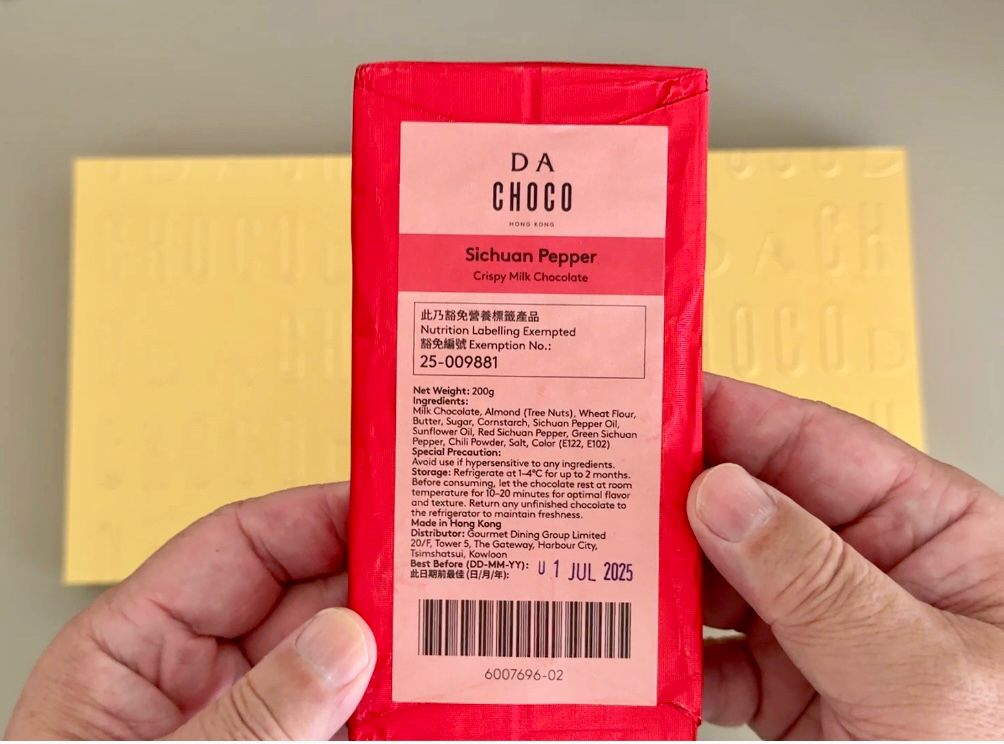 DA
CHOCO
HONG KONG
Sichuan Pepper
Crispy Milk Chocolate
此乃豁免營養標籤產品
Nutrition Labelling Exempted
豁免編號 Exemption No.:
25-009881
Net Weight: 200g
Ingredients:
Milk Chocolate, Almond (Tree Nuts), Wheat Flour,
Butter, Sugar, Cornstarch, Sichuan Pepper Oil,
Sunflower Oil, Red Sichuan Pepper, Green Sichuan
Pepper, Chili Powder, Salt, Color (E122, E102)
Special Precaution:
Avoid use if hypersensitive to any ingredients.
Storage: Refrigerate at 1-4°C for up to 2 months.
Before consuming, let the chocolate rest at room
temperature for 10-20 minutes for optimal flavor
and texture. Return any unfinished chocolate to
the refrigerator to maintain freshness.
Made in Hong Kong
Distributor: Gourmet Dining Group Limited
20/F, Tower 5, The Gateway, Harbour City,
Tsimshatsui, Kowloon
Best Before (DD-MM-YY): 01 JUL 2025
此日期前最佳 (日/月/年):
6007696-02
DA CH
OCO